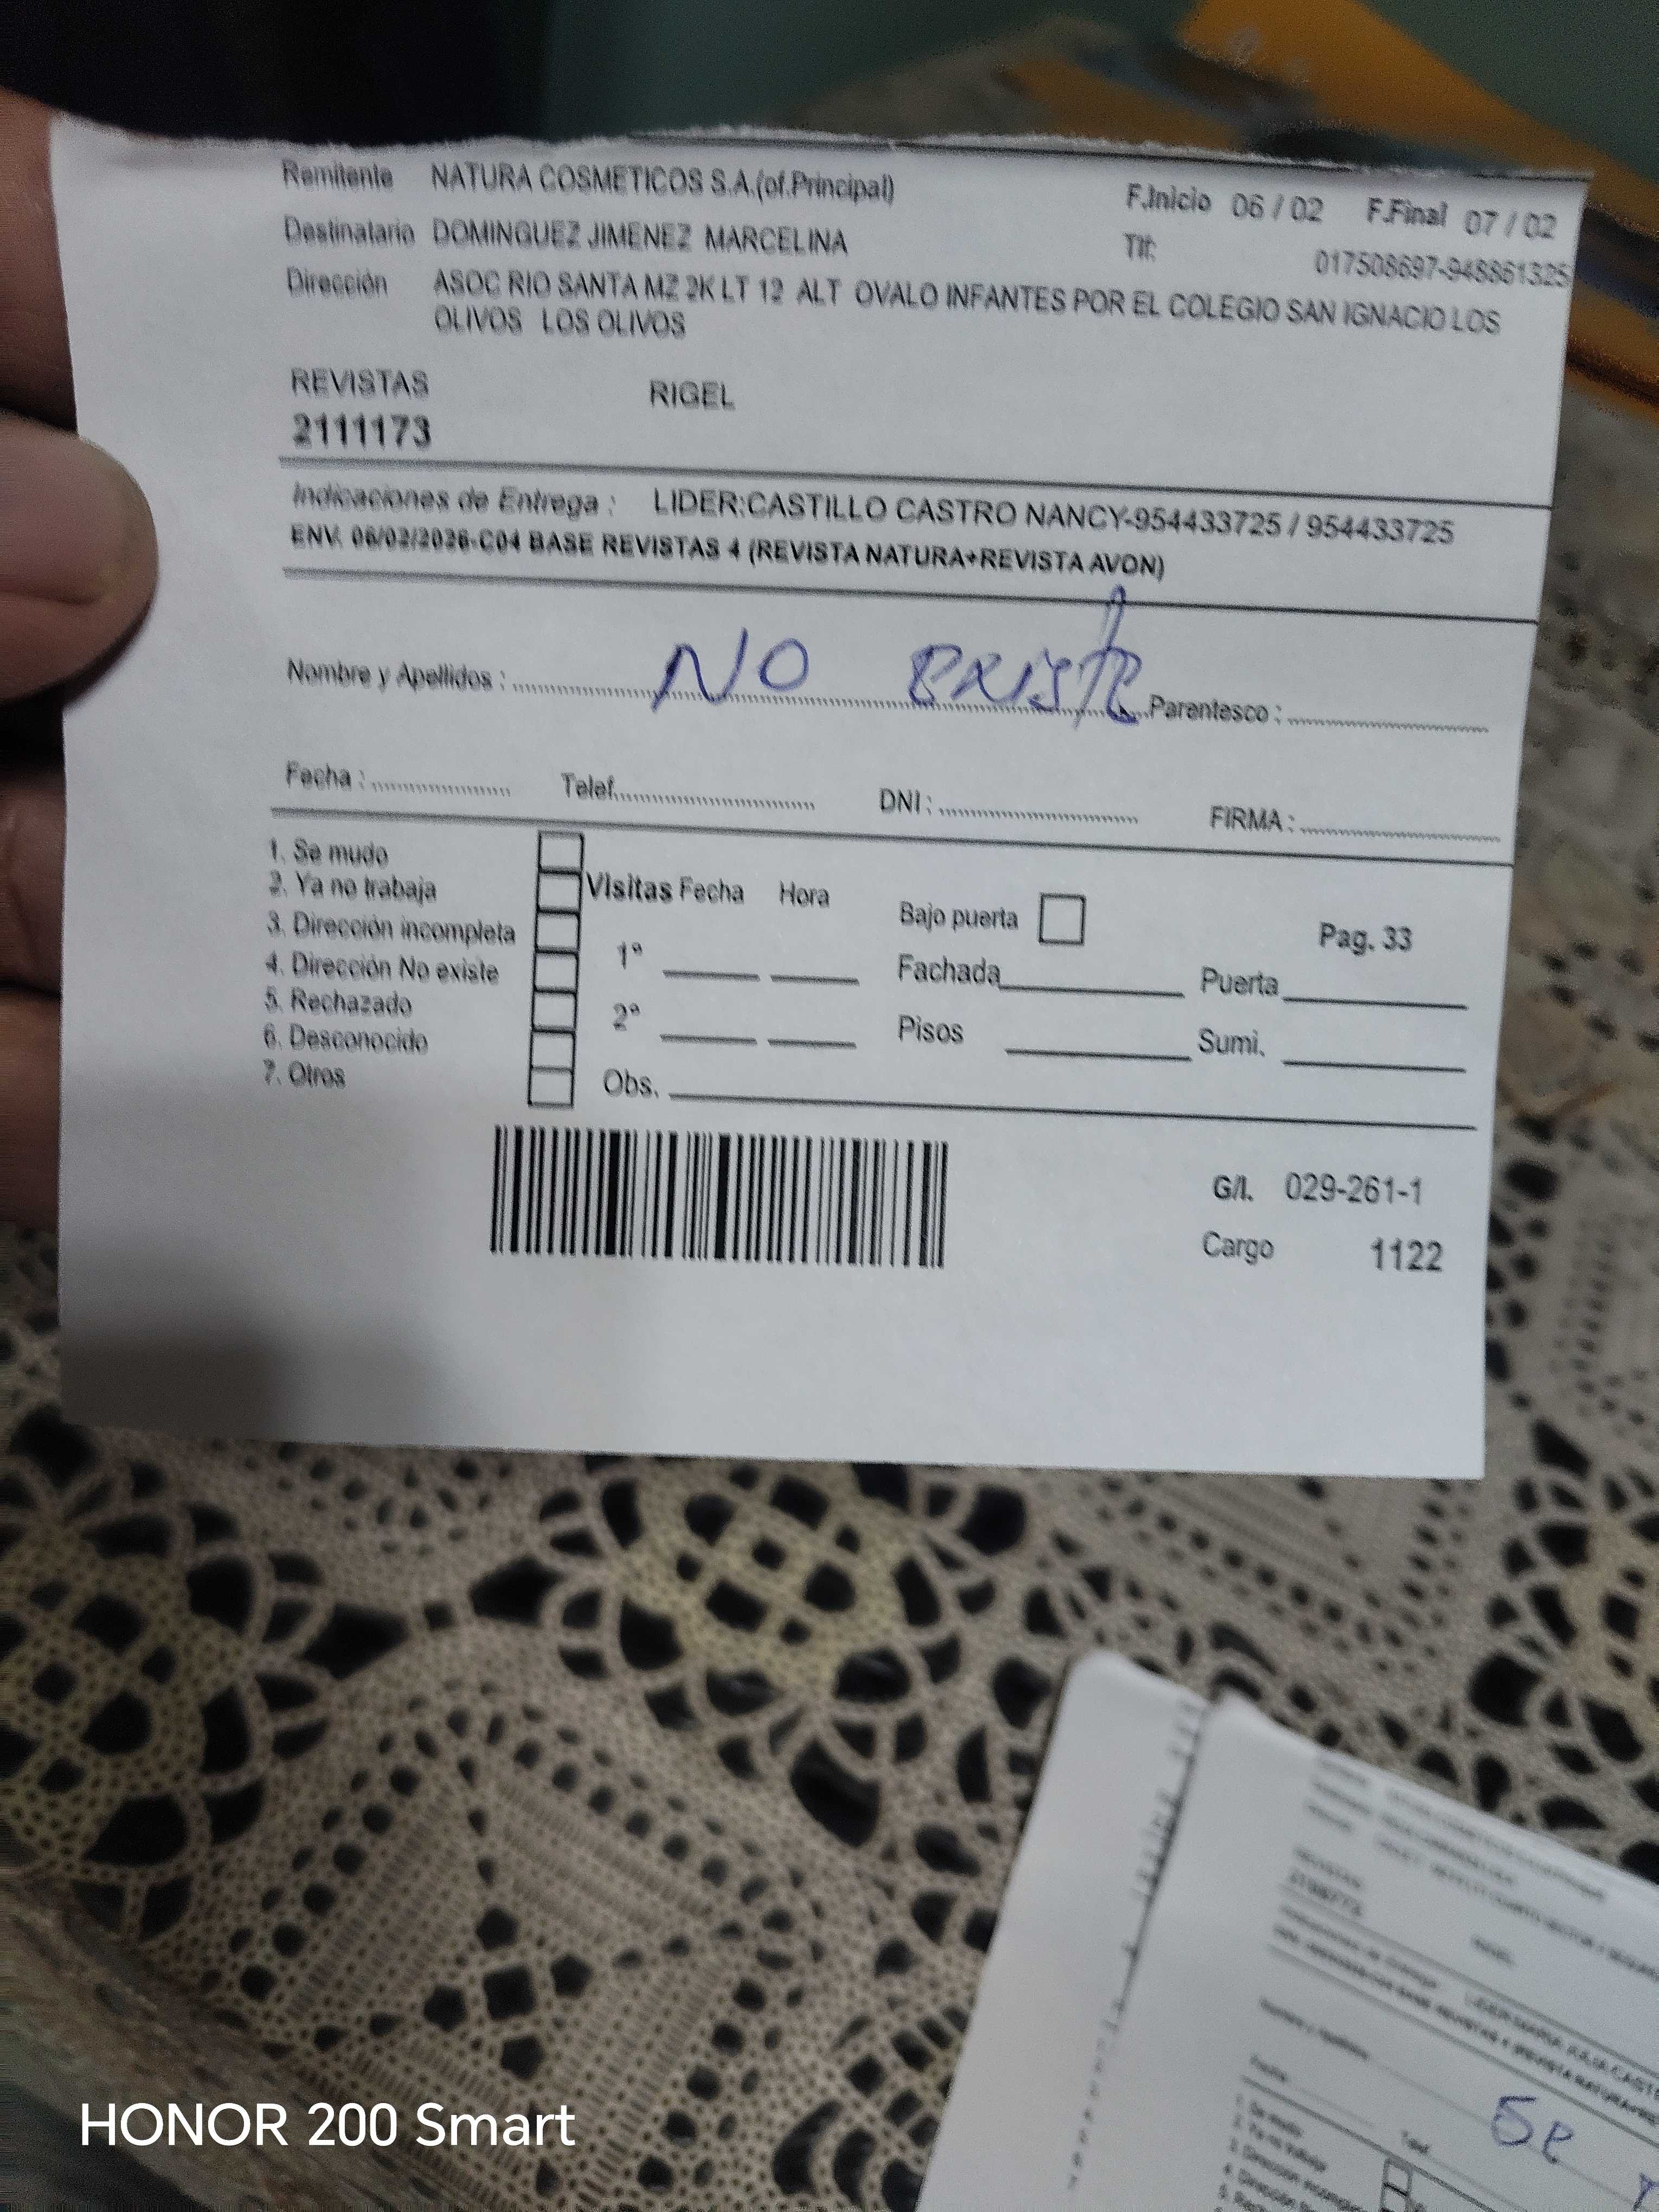 Remitente NATURA COSMETICOS S.A.(of.Principal) F.Inicio 06 / 02 F.Final 07 / 02
Destinatario DOMINGUEZ JIMENEZ MARCELINA Tlf: 017508697-948861325
Dirección ASOC RIO SANTA MZ 2K LT 12 ALT OVALO INFANTES POR EL COLEGIO SAN IGNACIO LOS
OLIVOS LOS OLIVOS
REVISTAS RIGEL
2111173
Indicaciones de Entrega : LIDER:CASTILLO CASTRO NANCY-954433725 / 954433725
ENV. 06/02/2026-C04 BASE REVISTAS 4 (REVISTA NATURA+REVISTA AVON)
Nombre y Apellidos : NO existe Parentesco :
Fecha : Telef. DNI : FIRMA :
1. Se mudo
2. Ya no trabaja
3. Dirección incompleta
4. Dirección No existe
5. Rechazado
6. Desconocido
7. Otros
Visitas Fecha Hora
1ª
2ª
Obs.
Bajo puerta Pag. 33
Fachada Puerta
Pisos Sumi.
G/I. 029-261-1
Cargo 1122
Se
HONOR 200 Smart